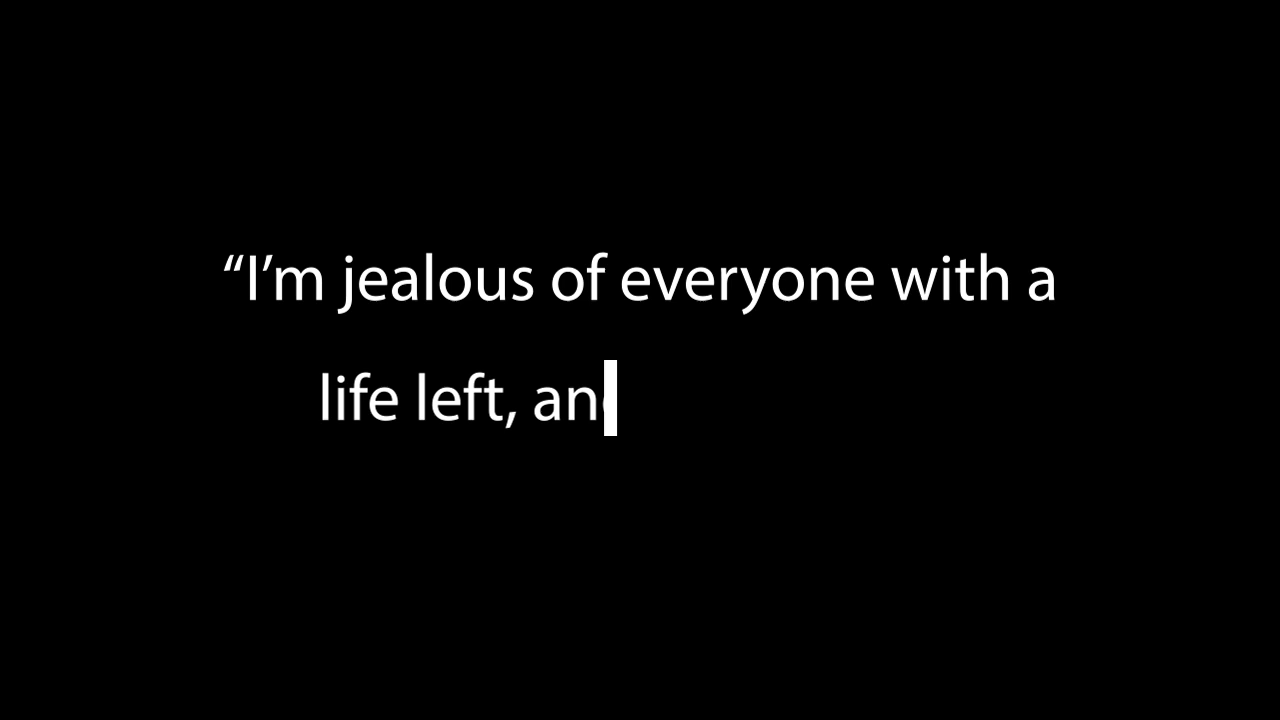 “I’m jealous of everyone with a
life left, an